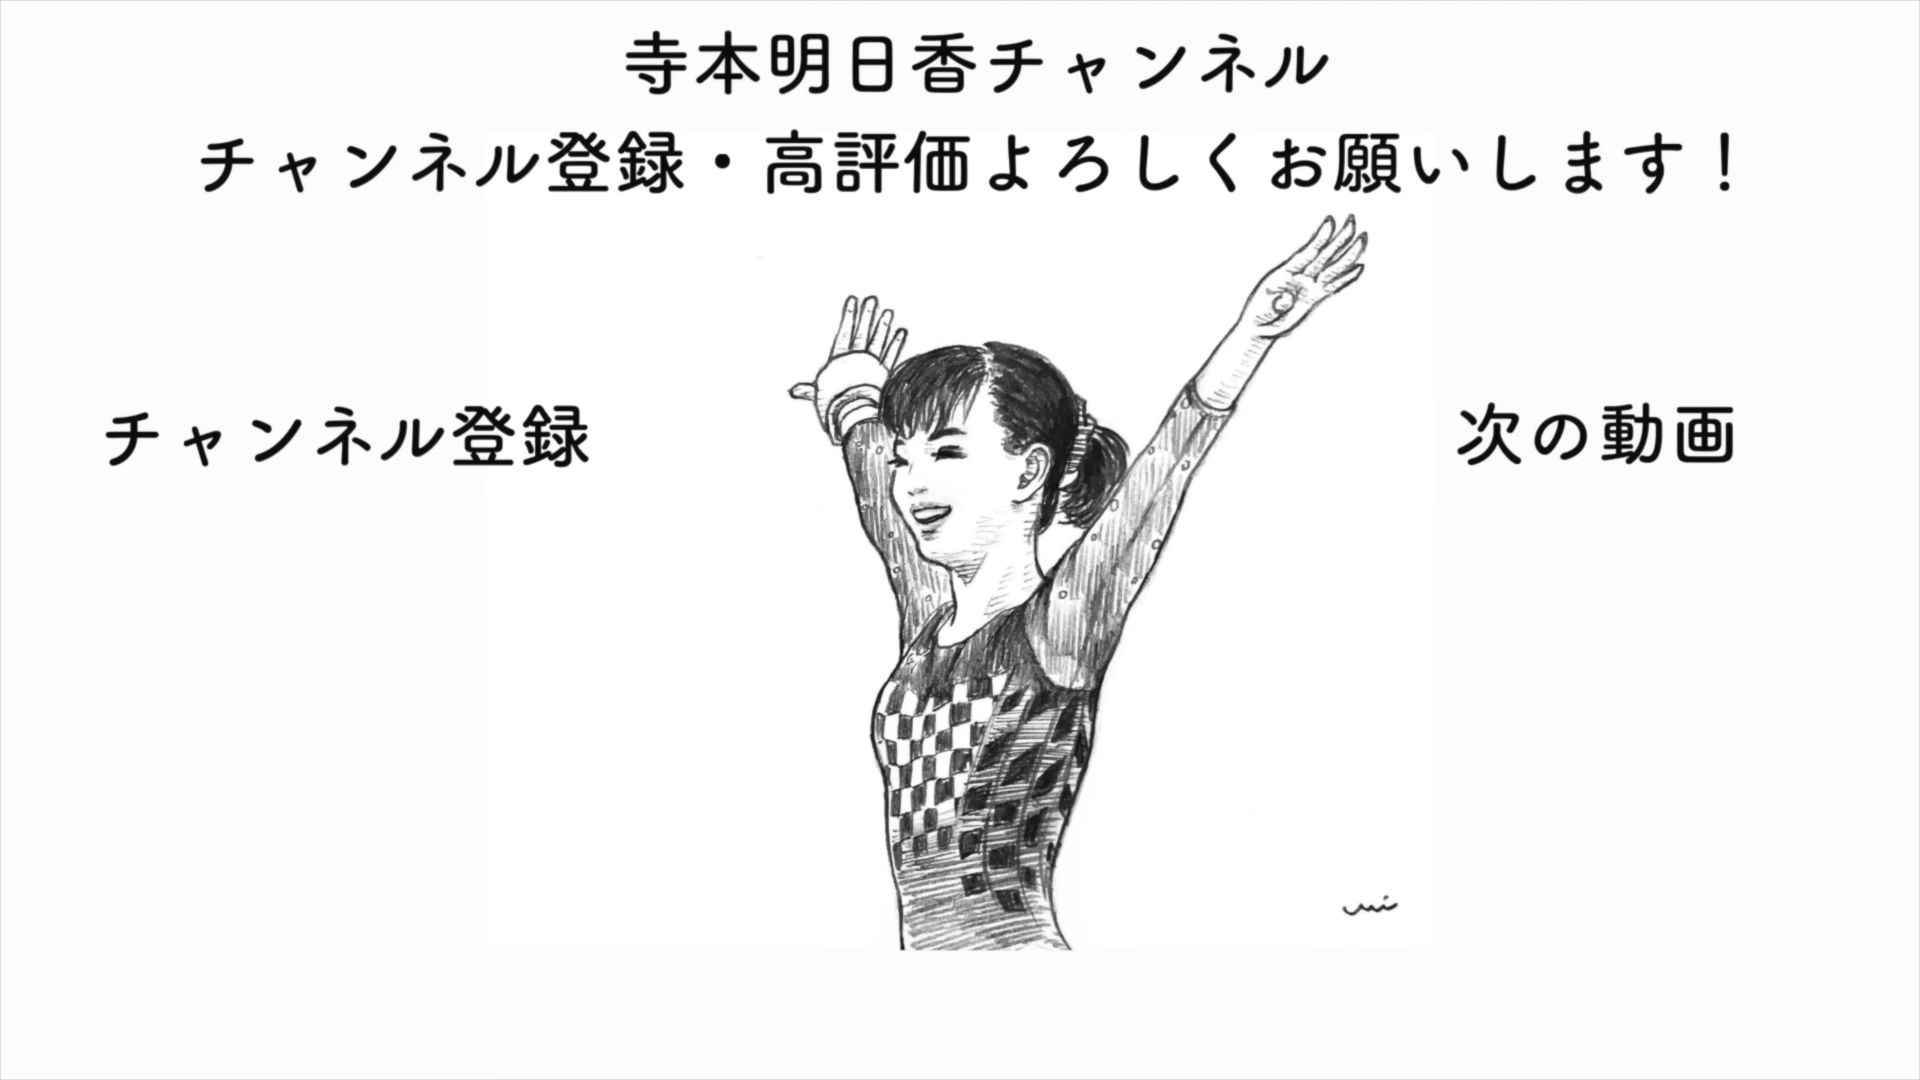 寺本明日香チャンネル
チャンネル登録・高評価よろしくお願いします！
チャンネル登録
次の動画